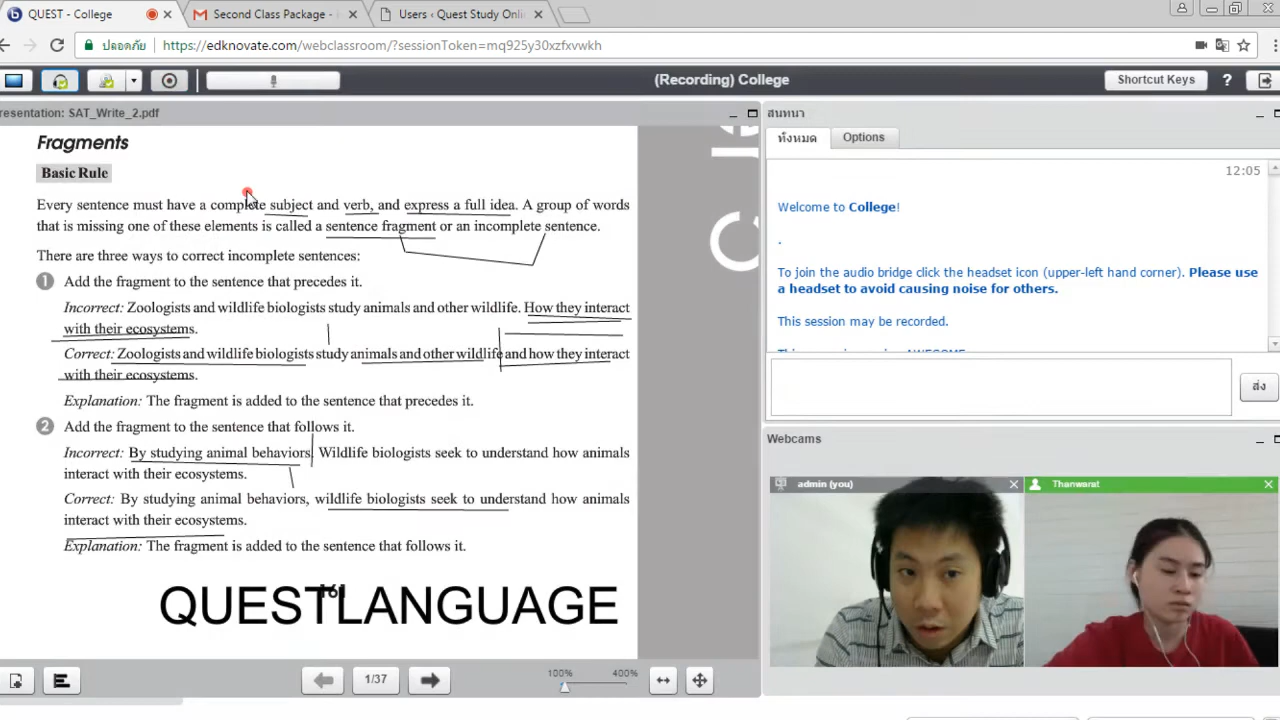 QUEST - College
Second Class Package -
Users ‹ Quest Study Onli
ปลอดภัย
https://edknovate.com/webclassroom/?sessionToken=mq925y30xzfxvwkh
(Recording) College
Shortcut Keys
?
resentation: SAT_Write_2.pdf
Fragments
Basic Rule
Every sentence must have a complete subject and verb, and express a full idea. A group of words
that is missing one of these elements is called a sentence fragment or an incomplete sentence.
There are three ways to correct incomplete sentences:
1 Add the fragment to the sentence that precedes it.
Incorrect: Zoologists and wildlife biologists study animals and other wildlife. How they interact
with their ecosystems.
Correct: Zoologists and wildlife biologists study animals and other wildlife and how they interact
with their ecosystems.
Explanation: The fragment is added to the sentence that precedes it.
2 Add the fragment to the sentence that follows it.
Incorrect: By studying animal behaviors. Wildlife biologists seek to understand how animals
interact with their ecosystems.
Correct: By studying animal behaviors, wildlife biologists seek to understand how animals
interact with their ecosystems.
Explanation: The fragment is added to the sentence that follows it.
161
QUESTLANGUAGE
1/37
100%
400%
สนทนา
ทั้งหมด
Options
12:05
Welcome to College!
.
To join the audio bridge click the headset icon (upper-left hand corner). Please use
a headset to avoid causing noise for others.
This session may be recorded.
ส่ง
Webcams
admin (you)
Thanwarat